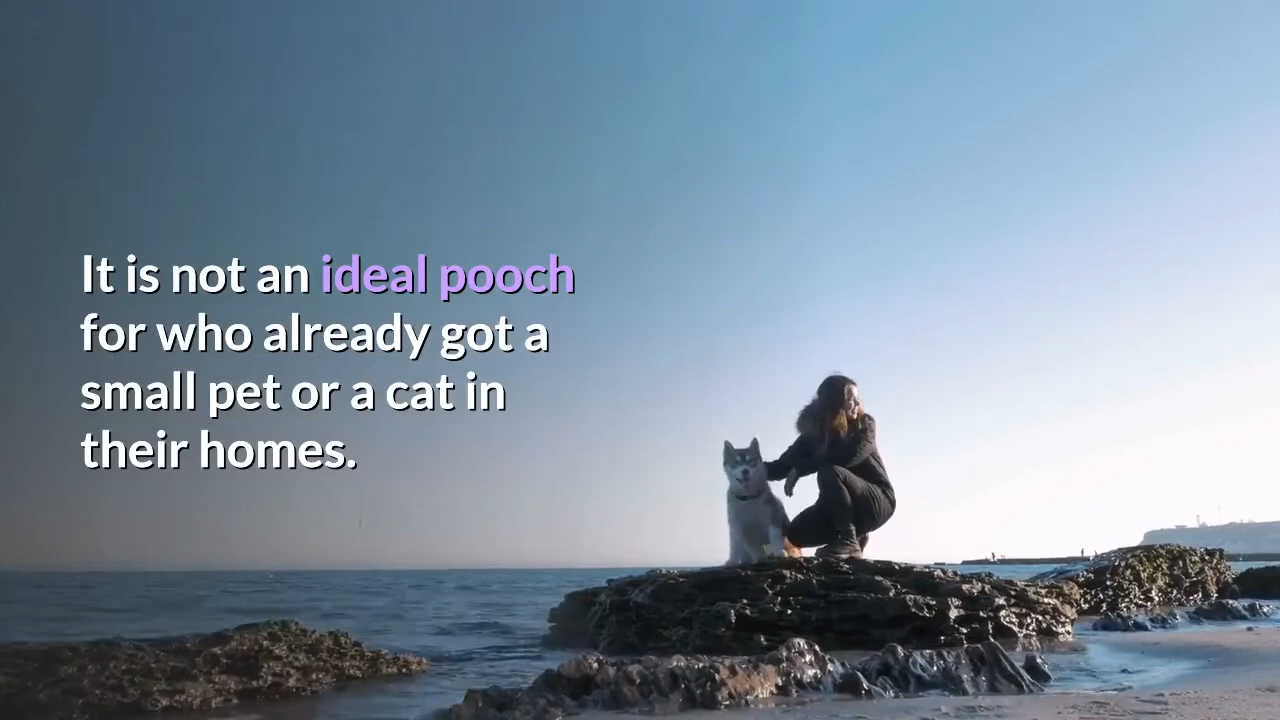 It is not an ideal pooch
for who already got a
small pet or a cat in
their homes.